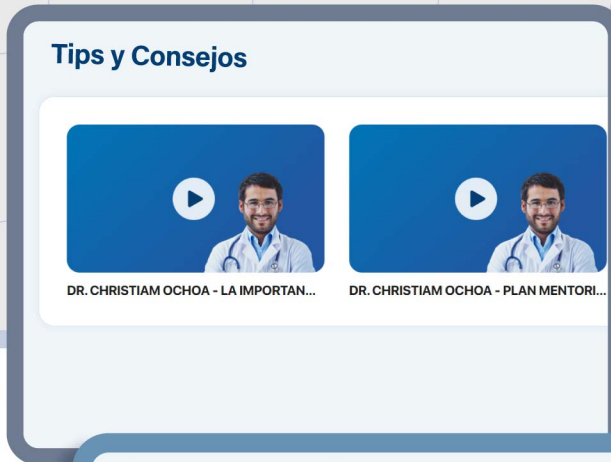 Tips y Consejos
DR. CHRISTIAM OCHOA - LA IMPORTAN...
DR. CHRISTIAM OCHOA - PLAN MENTORI...